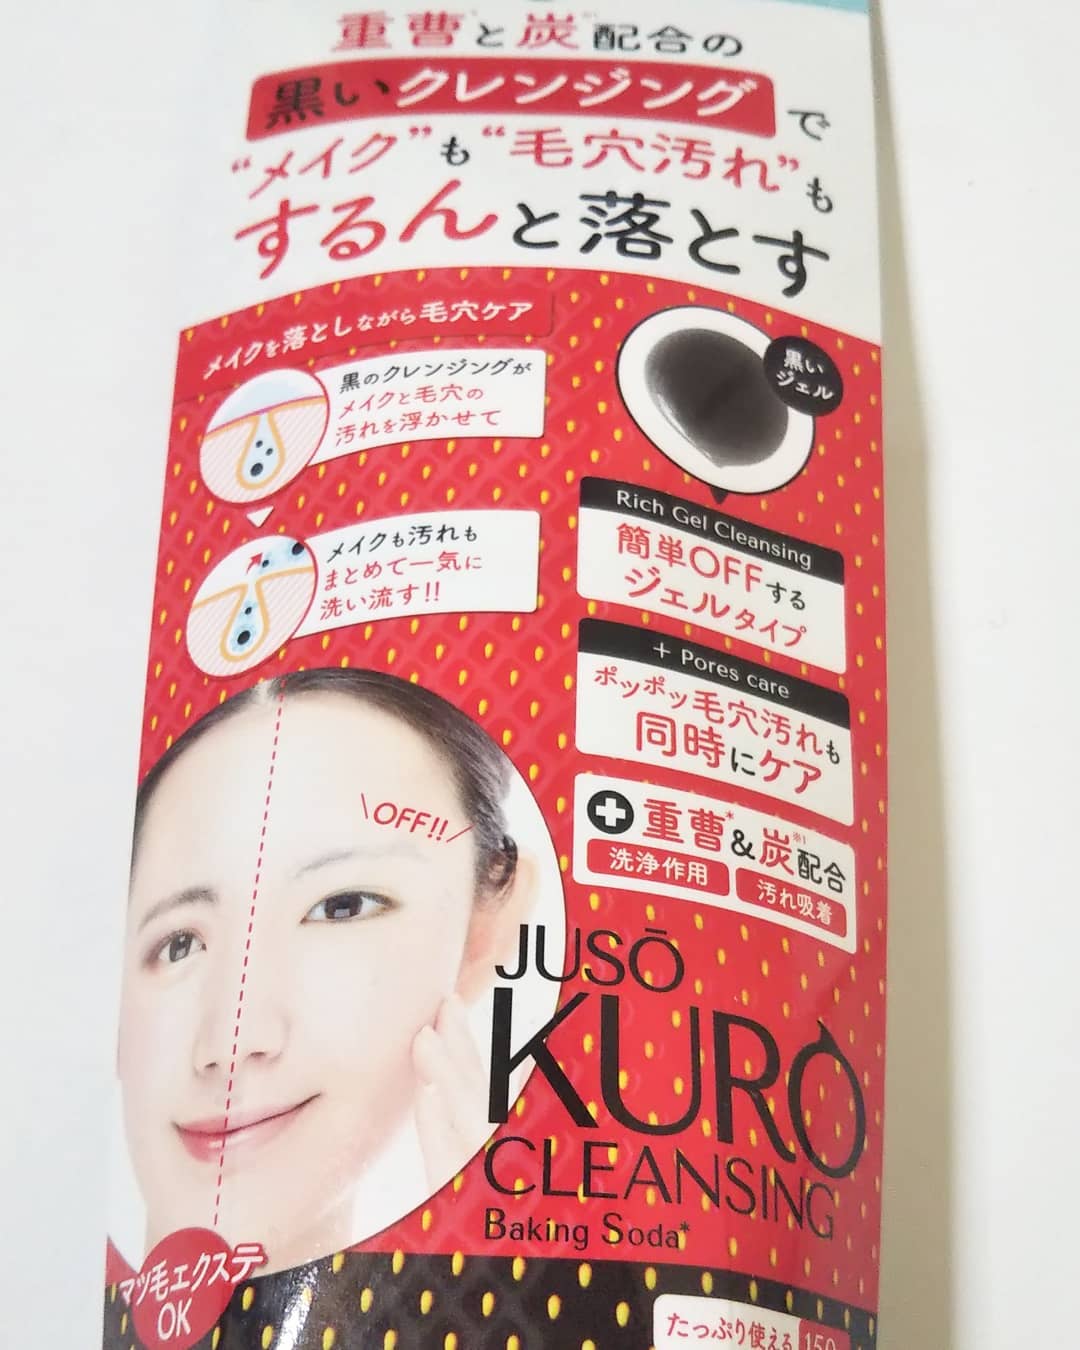 重曹*と炭※1配合の
黒いクレンジングで
"メイク"も"毛穴汚れ"も
するんと落とす
メイクを落としながら毛穴ケア
黒のクレンジングが
メイクと毛穴の
汚れを浮かせて
メイクも汚れも
まとめて一気に
洗い流す!!
黒い
ジェル
Rich Gel Cleansing
簡単OFFする
ジェルタイプ
+ Pores care
ポツポツ毛穴汚れも
同時にケア
+重曹*&炭※1配合
洗浄作用
汚れ吸着
\OFF!!/
JUSŌ
KURO
CLEANSING
Baking Soda*
マツ毛エクステ
OK
たっぷり使える